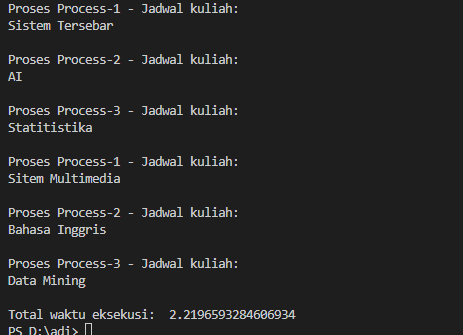 Proses Process-1 - Jadwal kuliah:
Sistem Tersebar
Proses Process-2 - Jadwal kuliah:
AI
Proses Process-3 - Jadwal kuliah:
Statitistika
Proses Process-1 - Jadwal kuliah:
Sitem Multimedia
Proses Process-2 - Jadwal kuliah:
Bahasa Inggris
Proses Process-3 - Jadwal kuliah:
Data Mining
Total waktu eksekusi:  2.2196593284606934
PS D:\adi>